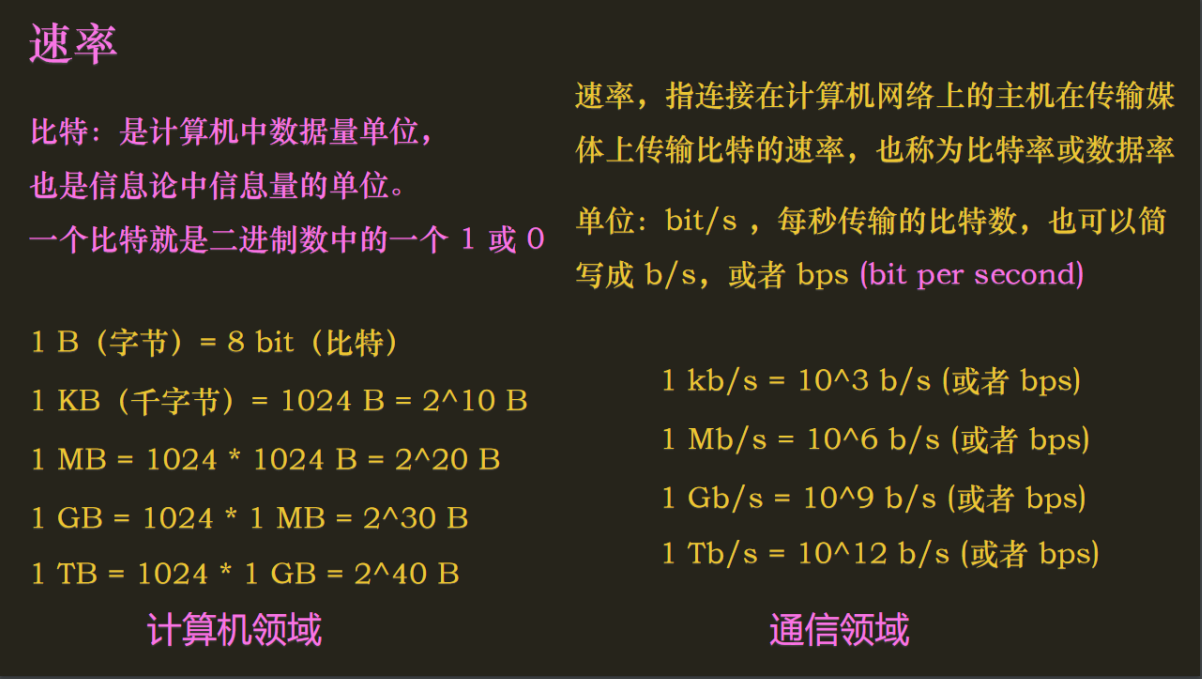 速率
比特：是计算机中数据量单位，
也是信息论中信息量的单位。
一个比特就是二进制数中的一个 1 或 0
1 B（字节）= 8 bit（比特）
1 KB（千字节）= 1024 B = 2^10 B
1 MB = 1024 * 1024 B = 2^20 B
1 GB = 1024 * 1 MB = 2^30 B
1 TB = 1024 * 1 GB = 2^40 B
计算机领域
速率，指连接在计算机网络上的主机在传输媒
体上传输比特的速率，也称为比特率或数据率
单位：bit/s ，每秒传输的比特数，也可以简
写成 b/s，或者 bps (bit per second)
1 kb/s = 10^3 b/s (或者 bps)
1 Mb/s = 10^6 b/s (或者 bps)
1 Gb/s = 10^9 b/s (或者 bps)
1 Tb/s = 10^12 b/s (或者 bps)
通信领域